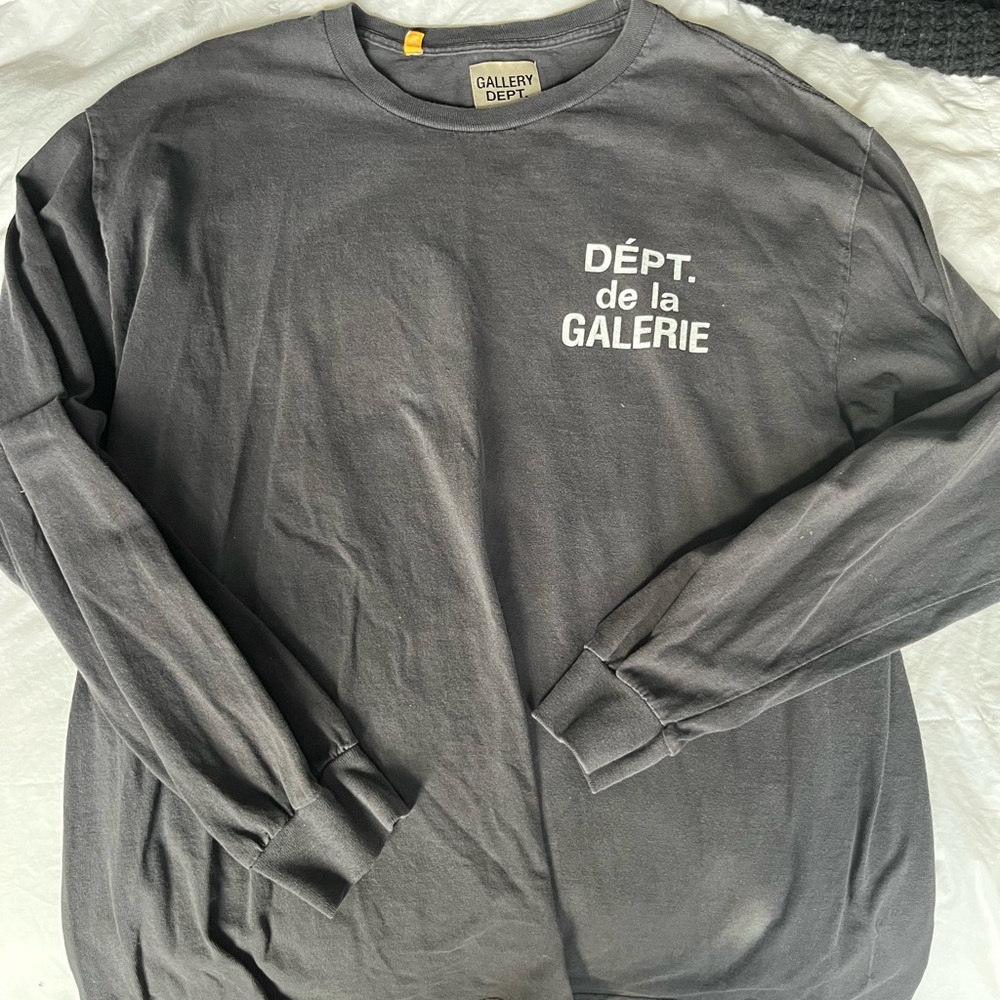 GALLERY
DEPT.
DÉPT.
de la
GALERIE